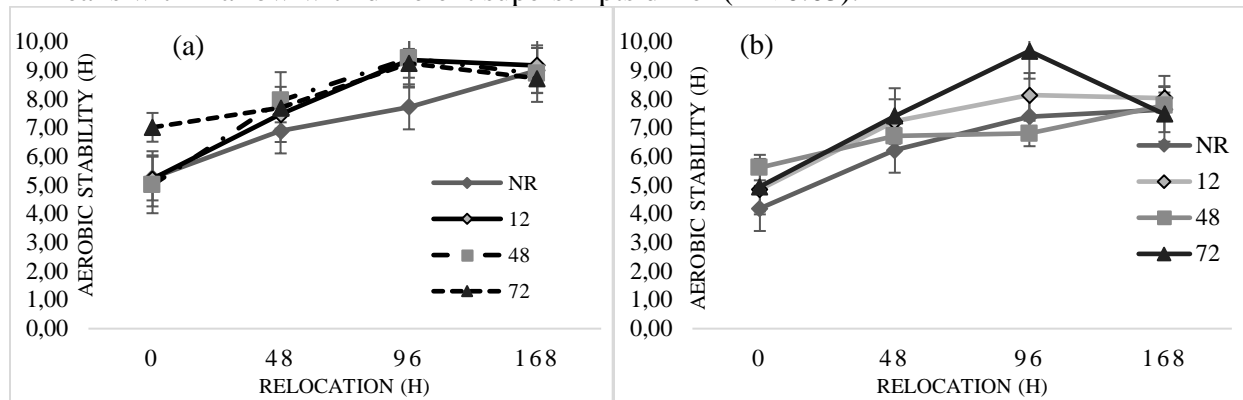 (a)
10,00
9,00
8,00
7,00
6,00
5,00
4,00
3,00
2,00
1,00
0,00
AEROBIC STABILITY (H)
0 48 96 168
RELOCATION (H)
NR
12
48
72
(b)
10,00
9,00
8,00
7,00
6,00
5,00
4,00
3,00
2,00
1,00
0,00
AEROBIC STABILITY (H)
0 48 96 168
RELOCATION (H)
NR
12
48
72